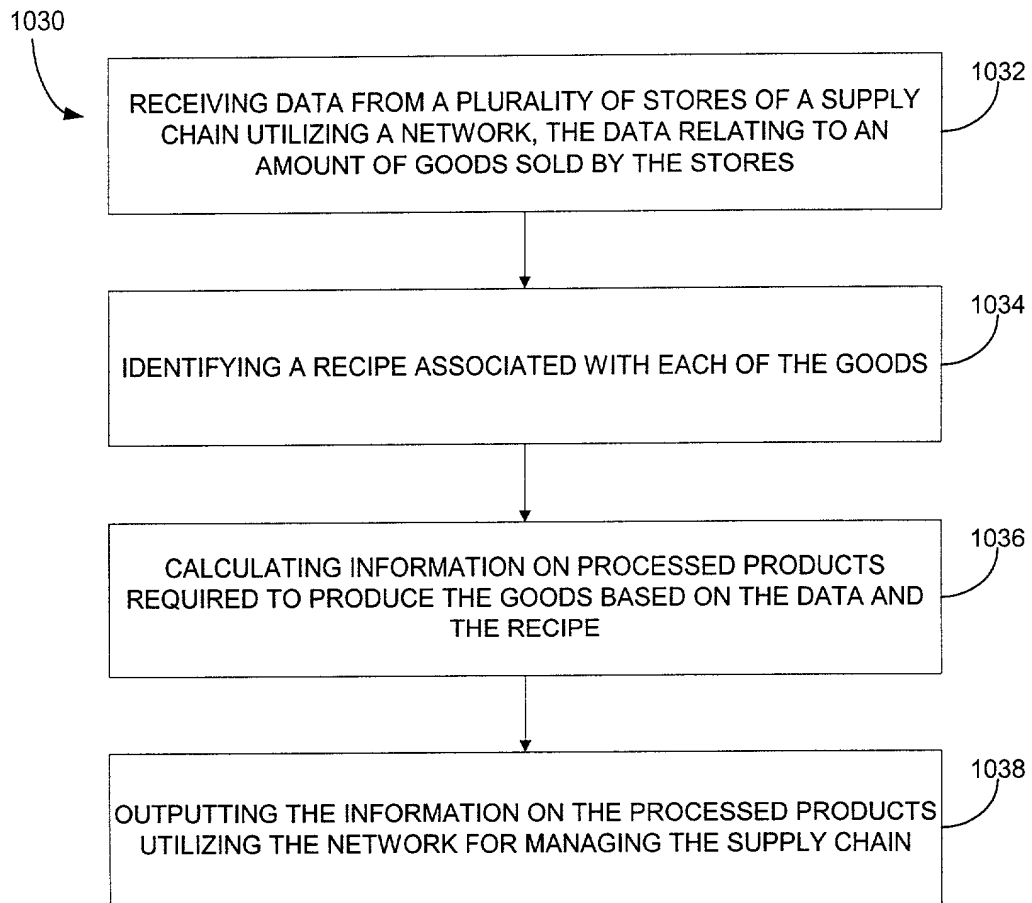 1030
1032
RECEIVING DATA FROM A PLURALITY OF STORES OF A SUPPLY
CHAIN UTILIZING A NETWORK, THE DATA RELATING TO AN
AMOUNT OF GOODS SOLD BY THE STORES
1034
IDENTIFYING A RECIPE ASSOCIATED WITH EACH OF THE GOODS
1036
CALCULATING INFORMATION ON PROCESSED PRODUCTS
REQUIRED TO PRODUCE THE GOODS BASED ON THE DATA AND
THE RECIPE
1038
OUTPUTTING THE INFORMATION ON THE PROCESSED PRODUCTS
UTILIZING THE NETWORK FOR MANAGING THE SUPPLY CHAIN